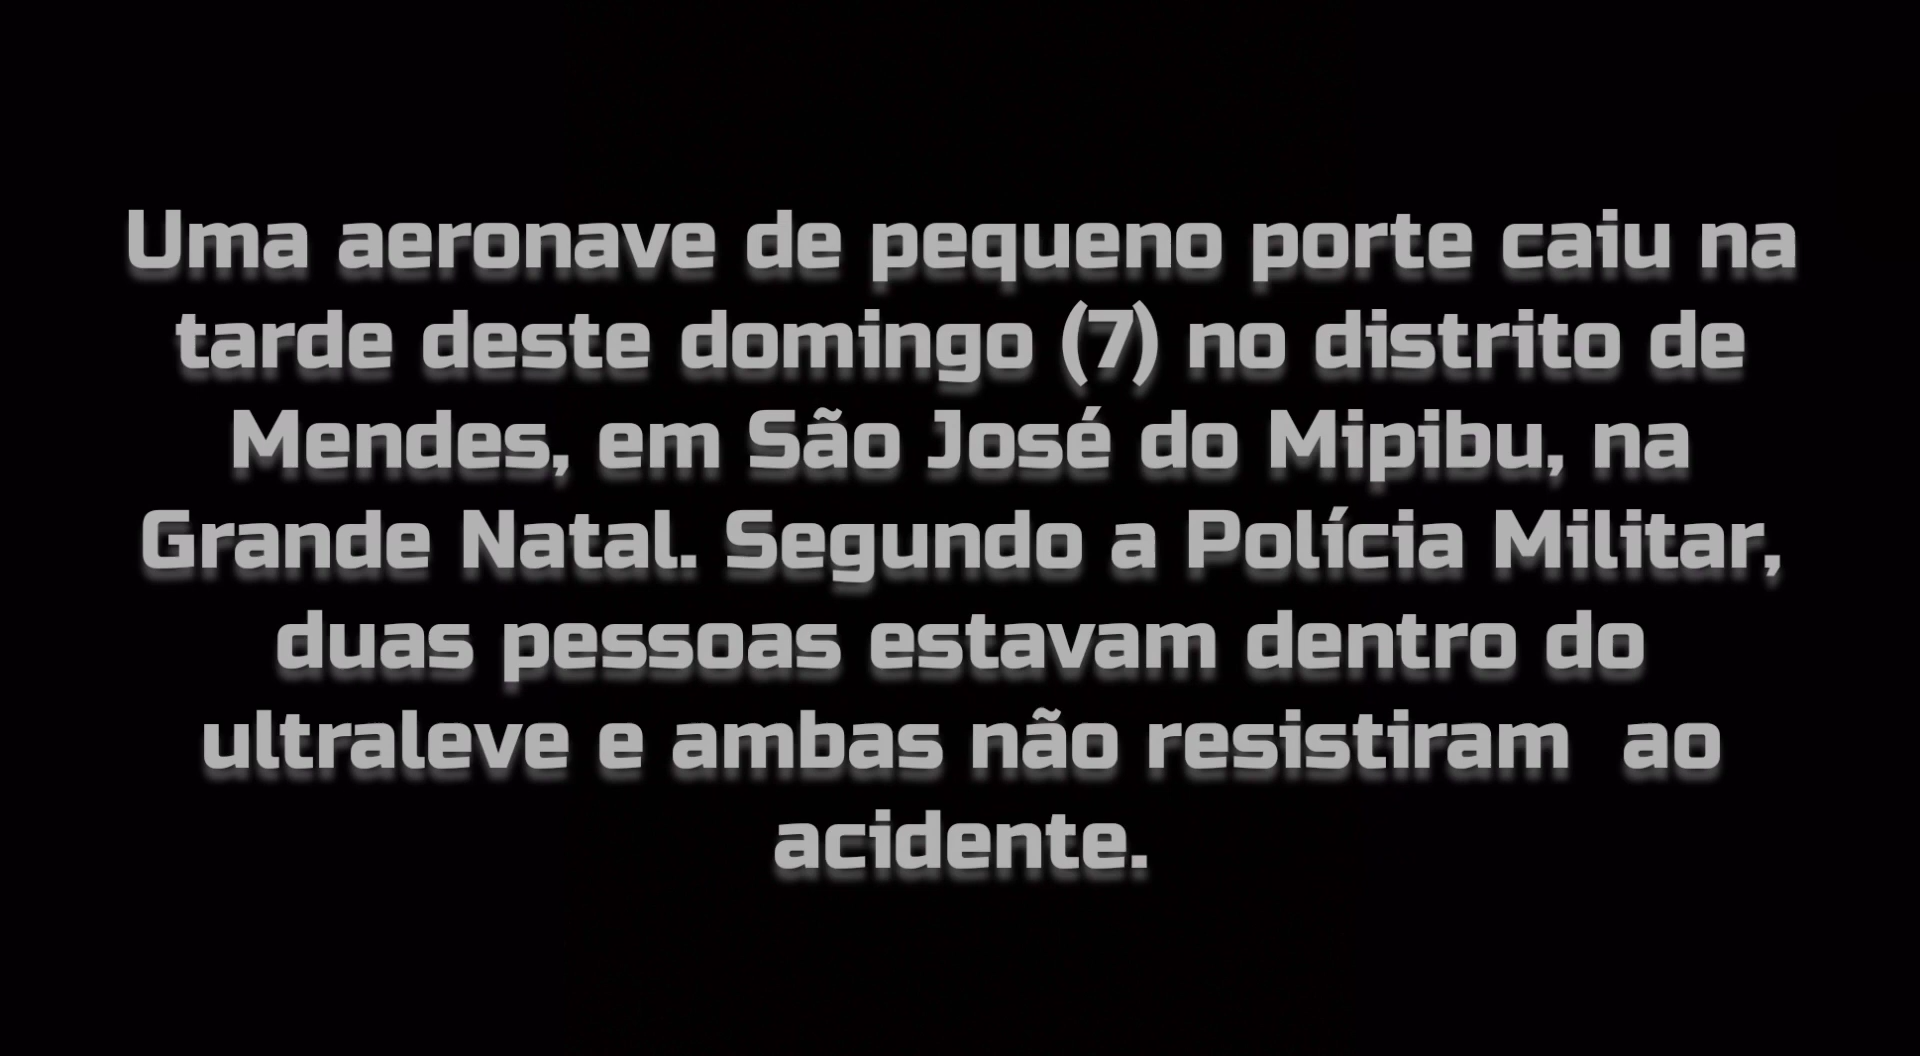 Uma aeronave de pequeno porte caiu na
tarde deste domingo (7) no distrito de
Mendes, em São José do Mipibu, na
Grande Natal. Segundo a Polícia Militar,
duas pessoas estavam dentro do
ultraleve e ambas não resistiram  ao
acidente.